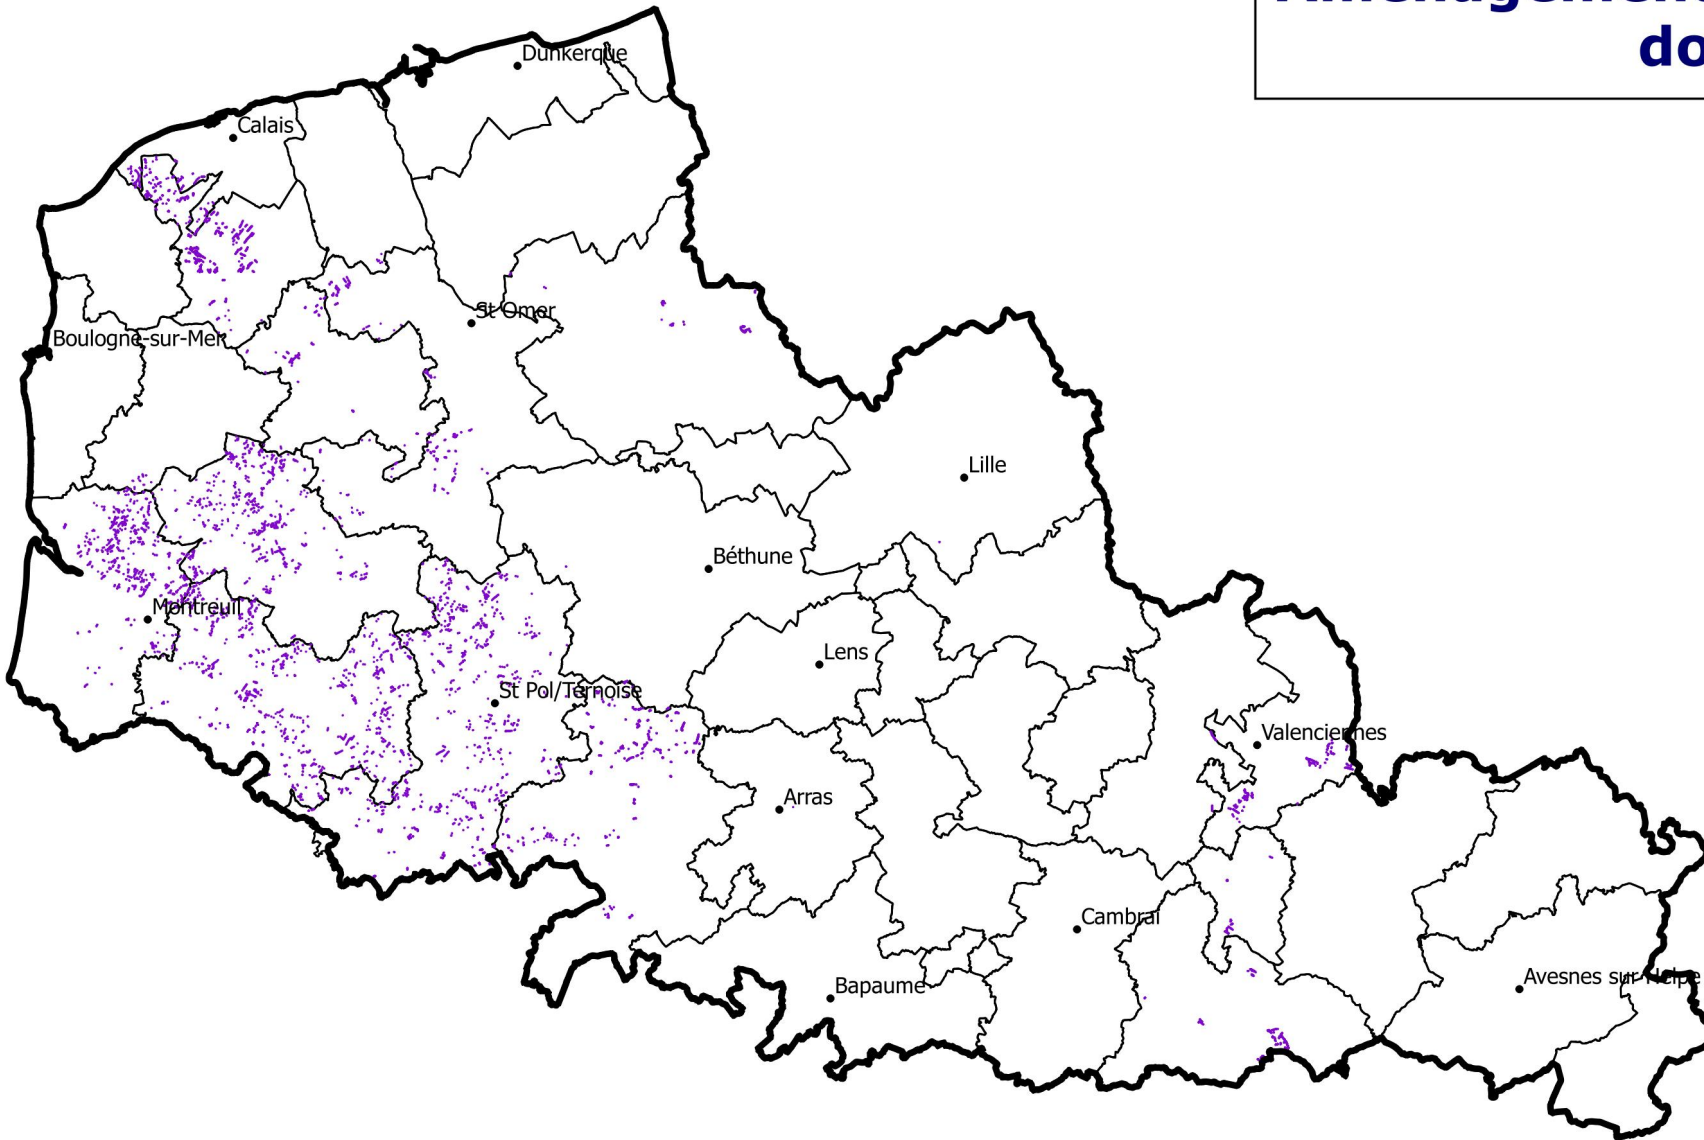 do
Dunkerque
Calais
St Omer
Boulogne-sur-Mer
Lille
Béthune
Montreuil
Lens
St Pol/Ternoise
Valenciennes
Arras
Cambrai
Avesnes sur Helpe
Bapaume